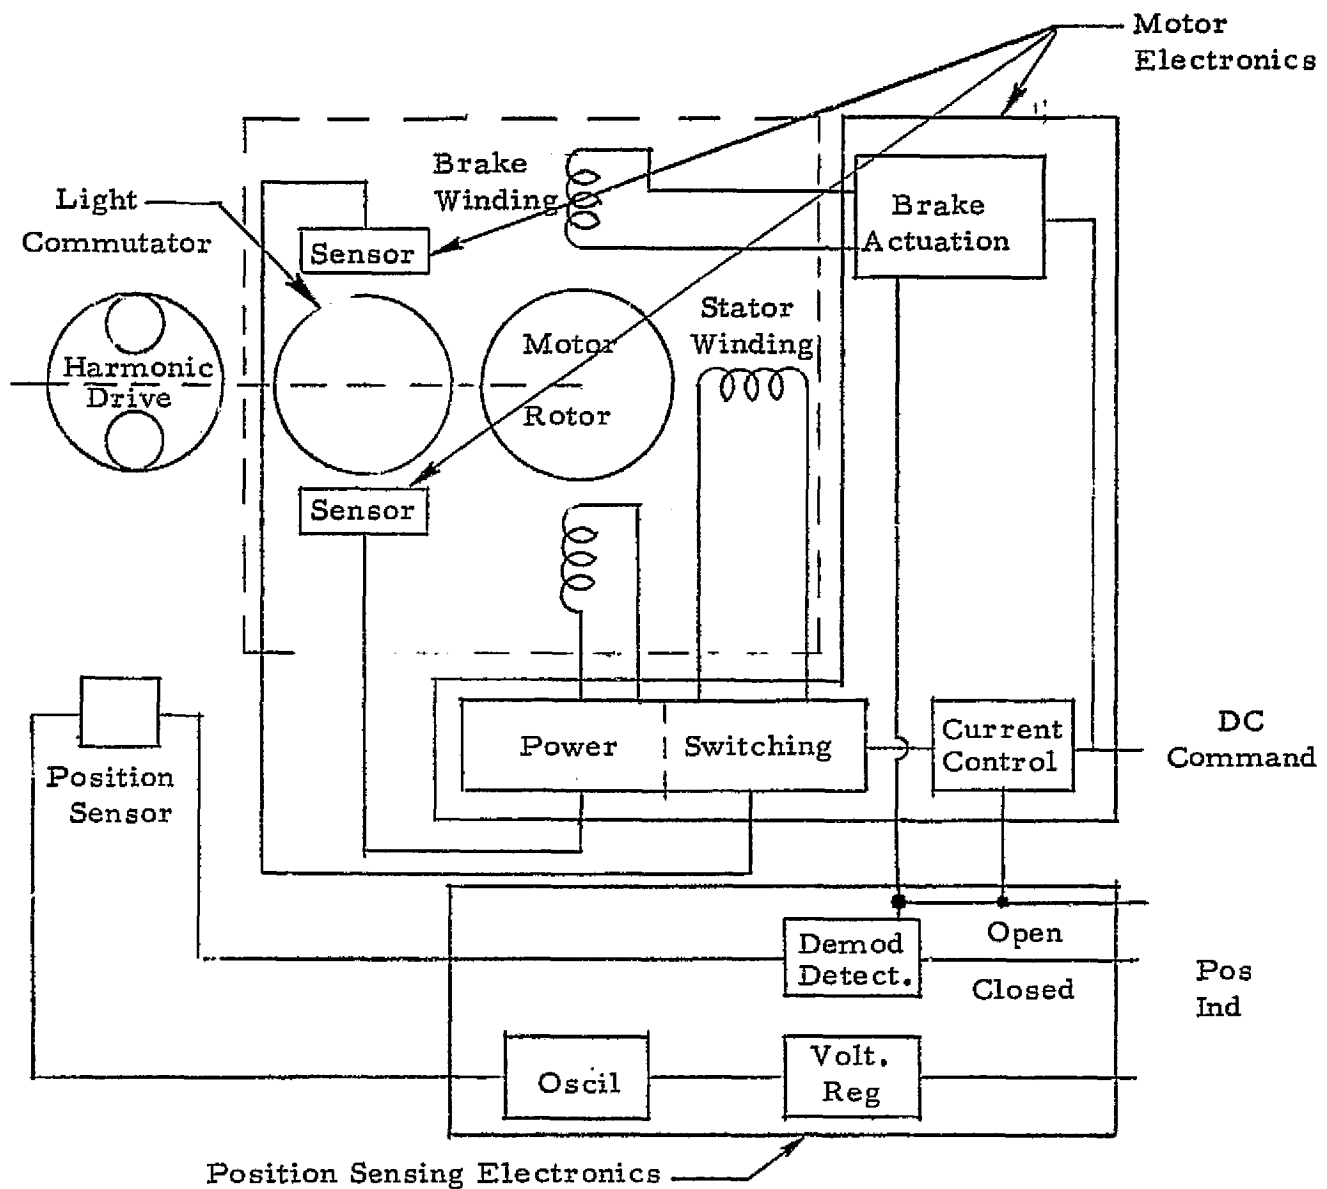 Motor
Electronics
Brake
Winding
Light
Commutator
Sensor
Brake
Actuation
Stator
Winding
Motor
Rotor
Harmonic
Drive
Sensor
Position
Sensor
Power
Switching
Current
Control
DC
Command
Demod
Detect.
Open
Closed
Pos
Ind
Oscil
Volt.
Reg
Position Sensing Electronics